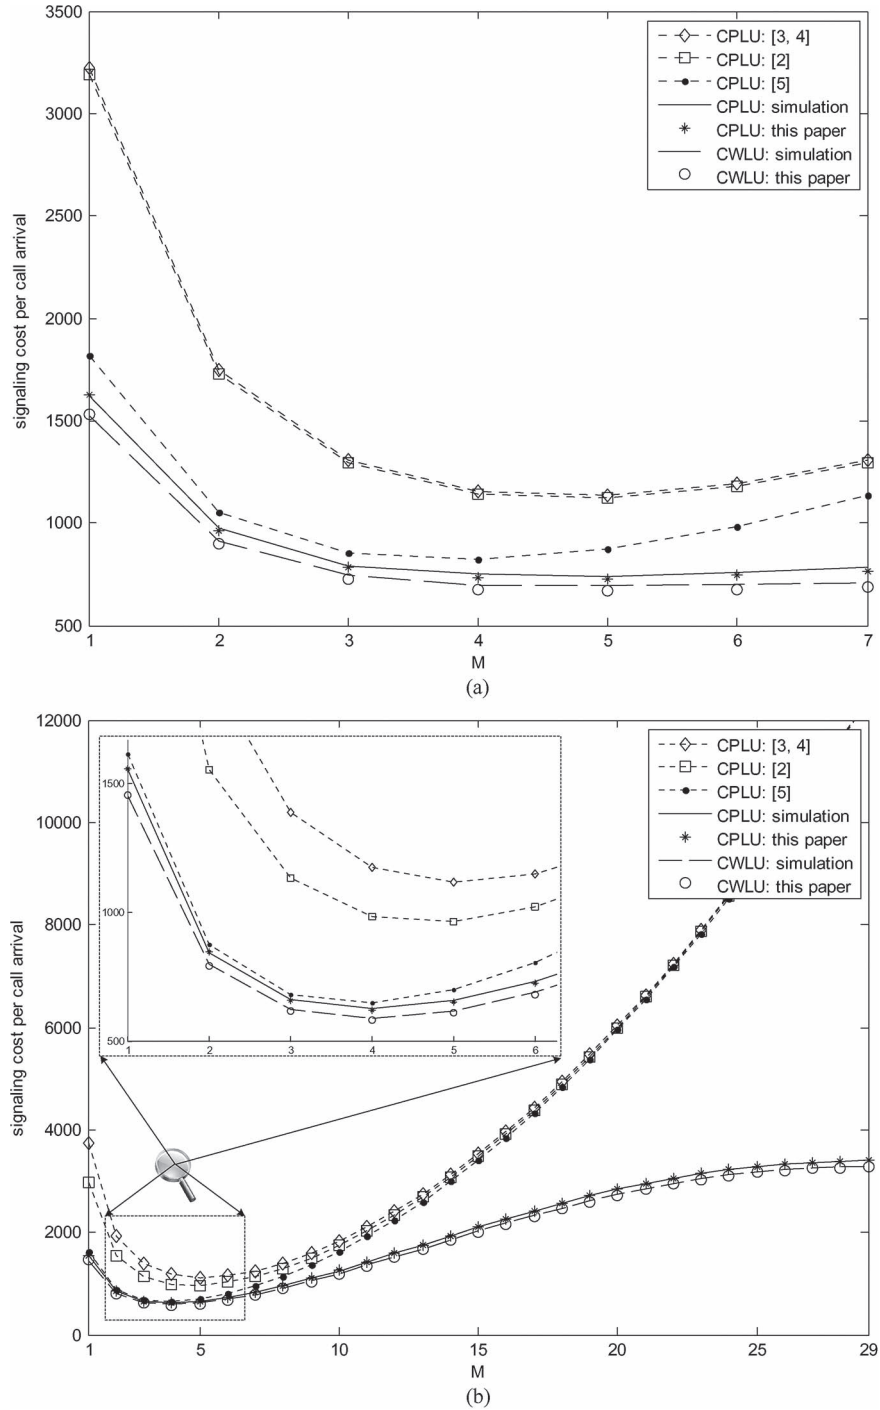 3500
3000
2500
2000
1500
1000
500
signaling cost per call arrival
CPLU: [3, 4]
CPLU: [2]
CPLU: [5]
CPLU: simulation
CPLU: this paper
CWLU: simulation
CWLU: this paper
1 2 3 4 5 6 7
M
(a)
12000
10000
8000
6000
4000
2000
0
signaling cost per call arrival
1500
1000
500
1 2 3 4 5 6
CPLU: [3, 4]
CPLU: [2]
CPLU: [5]
CPLU: simulation
CPLU: this paper
CWLU: simulation
CWLU: this paper
1 5 10 15 20 25 29
M
(b)